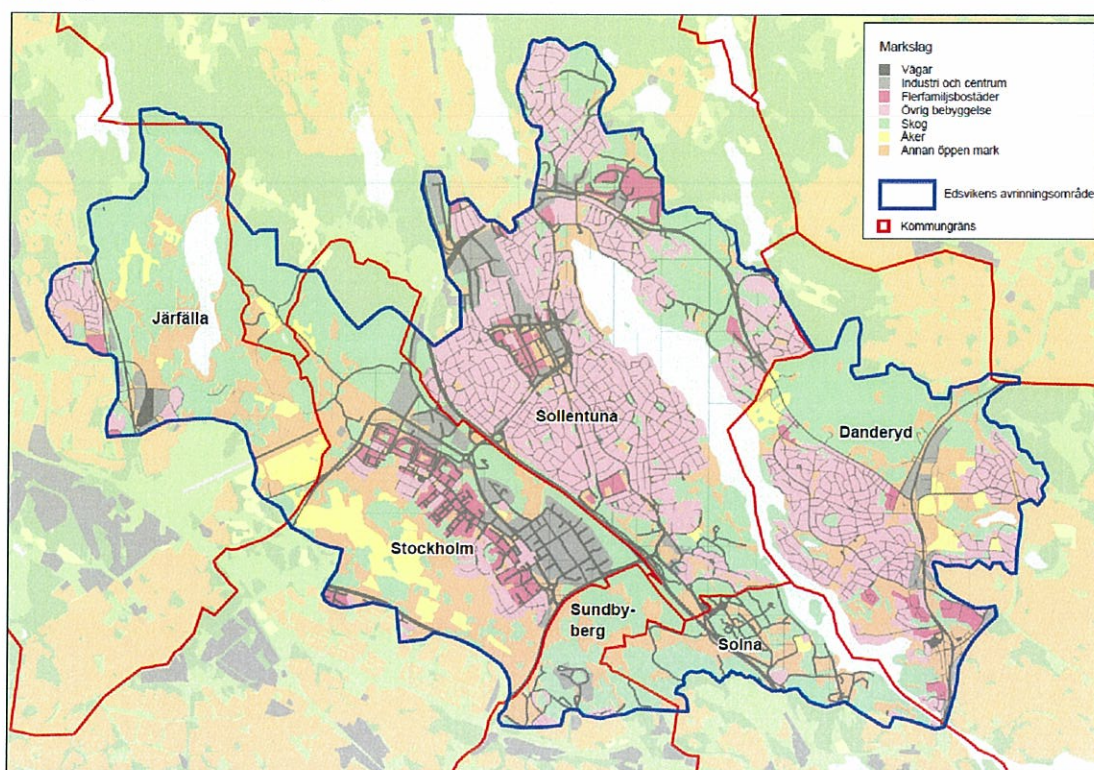 Markslag
Vägar
Industri och centrum
Flerfamiljsbostäder
Övrig bebyggelse
Skog
Åker
Annan öppen mark
Edsvikens avrinningsområde
Kommungräns
Järfälla
Sollentuna
Danderyd
Stockholm
Sundby-
berg
Solna